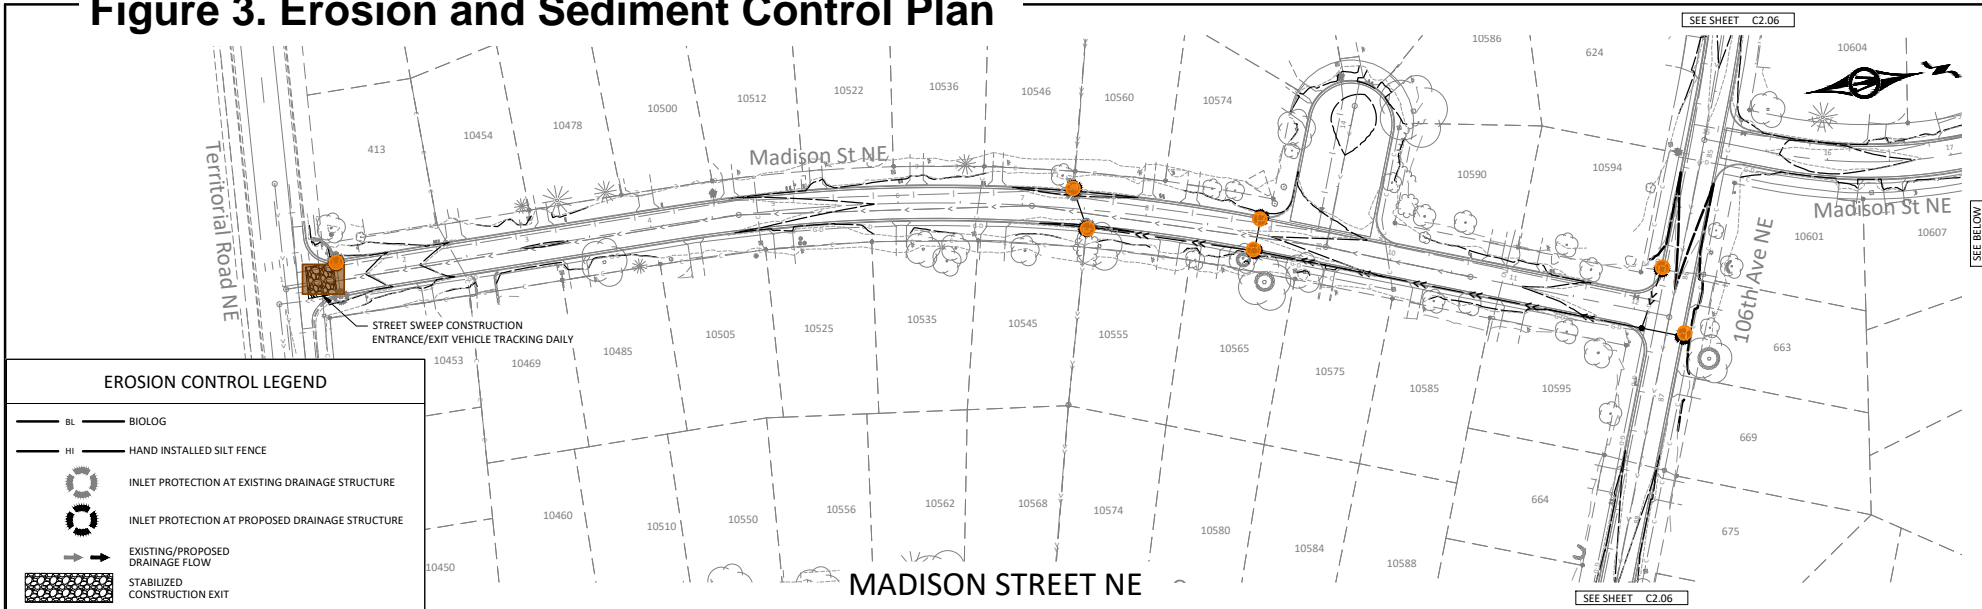 Figure 3. Erosion and Sediment Control Plan
SEE SHEET C2.06
10586
624
10604
10500
10512
10522
10536
10546
10560
10574
413
10454
10478
Madison St NE
10590
10594
Madison St NE
10601
10607
SEE BELOW
Territorial Road NE
106th Ave NE
STREET SWEEP CONSTRUCTION
ENTRANCE/EXIT VEHICLE TRACKING DAILY
10453
10469
10485
10505
10525
10535
10545
10555
10565
10575
10585
10595
663
669
EROSION CONTROL LEGEND
BL BIOLOG
HI HAND INSTALLED SILT FENCE
INLET PROTECTION AT EXISTING DRAINAGE STRUCTURE
INLET PROTECTION AT PROPOSED DRAINAGE STRUCTURE
EXISTING/PROPOSED
DRAINAGE FLOW
STABILIZED
CONSTRUCTION EXIT
10450
10460
10510
10550
10556
10562
10568
10574
10580
10584
10588
664
675
MADISON STREET NE
SEE SHEET C2.06